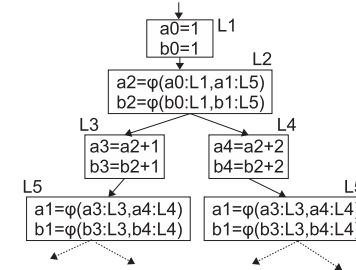 a0=1
b0=1
L1
L2
a2=φ(a0:L1,a1:L5)
b2=φ(b0:L1,b1:L5)
L3
a3=a2+1
b3=b2+1
L4
a4=a2+2
b4=b2+2
L5
a1=φ(a3:L3,a4:L4)
b1=φ(b3:L3,b4:L4)
a1=φ(a3:L3,a4:L4)
b1=φ(b3:L3,b4:L4)